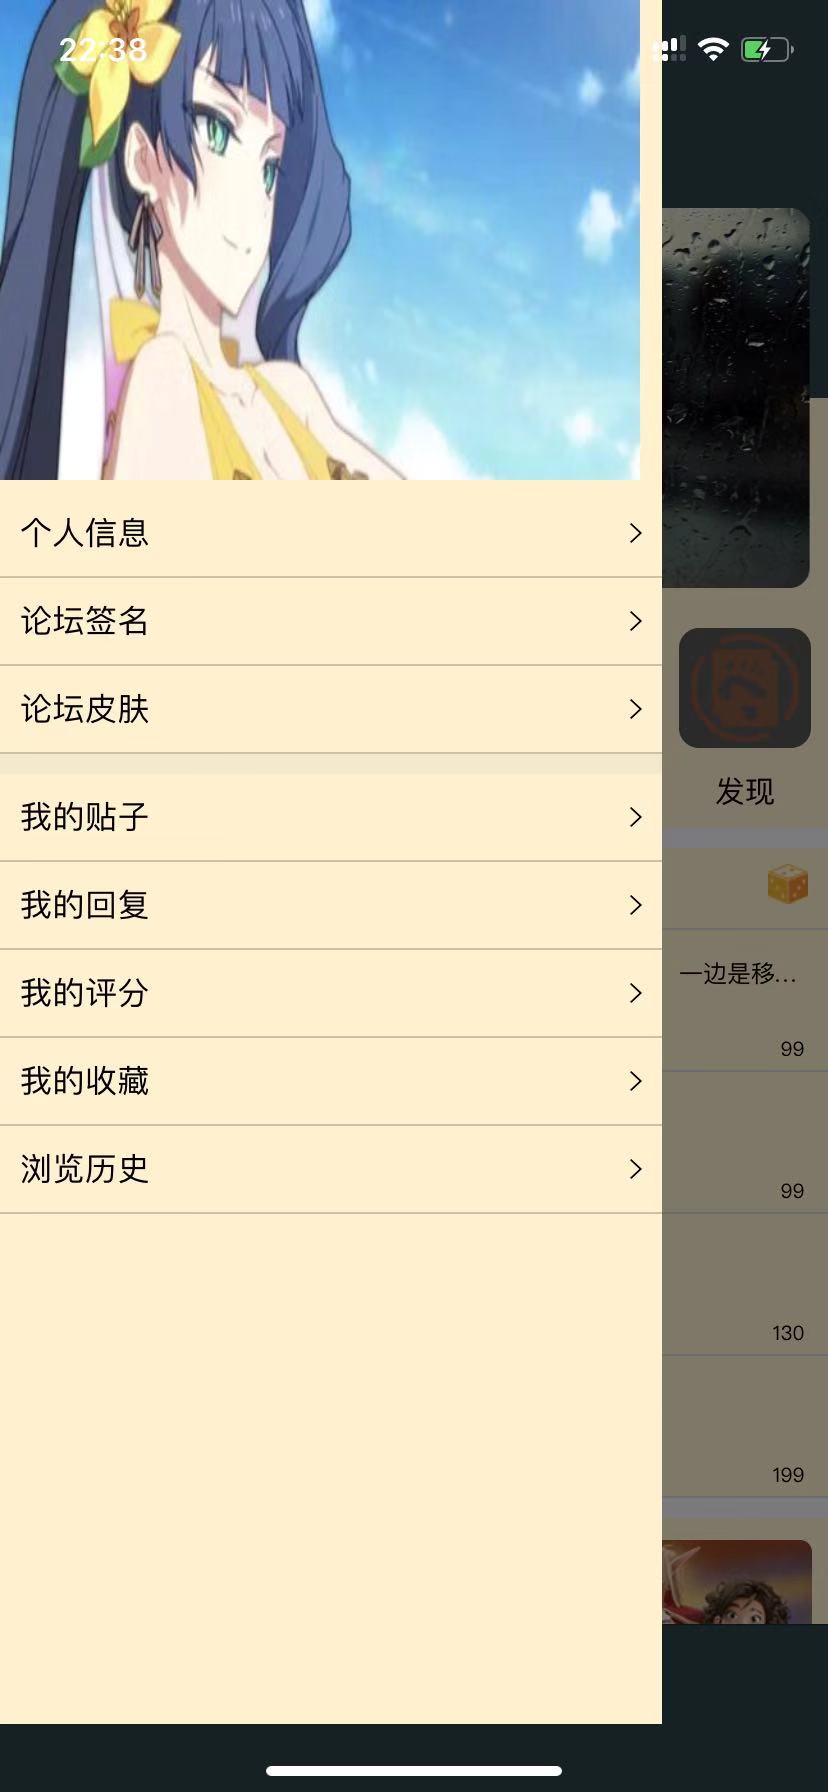 22:38
个人信息
论坛签名
论坛皮肤
发现
我的贴子
我的回复
一边是移...
我的评分
99
我的收藏
浏览历史
99
130
199